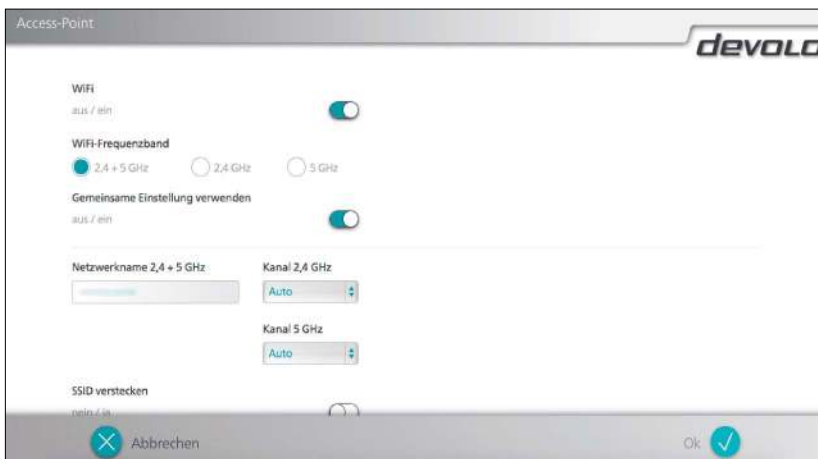 Access-Point
devolo
WiFi
aus / ein
WiFi-Frequenzband
2,4 + 5 GHz 2,4 GHz 5 GHz
Gemeinsame Einstellung verwenden
aus / ein
Netzwerkname 2,4 + 5 GHz Kanal 2,4 GHz
Auto
Kanal 5 GHz
Auto
SSID verstecken
nein / ja
Abbrechen Ok